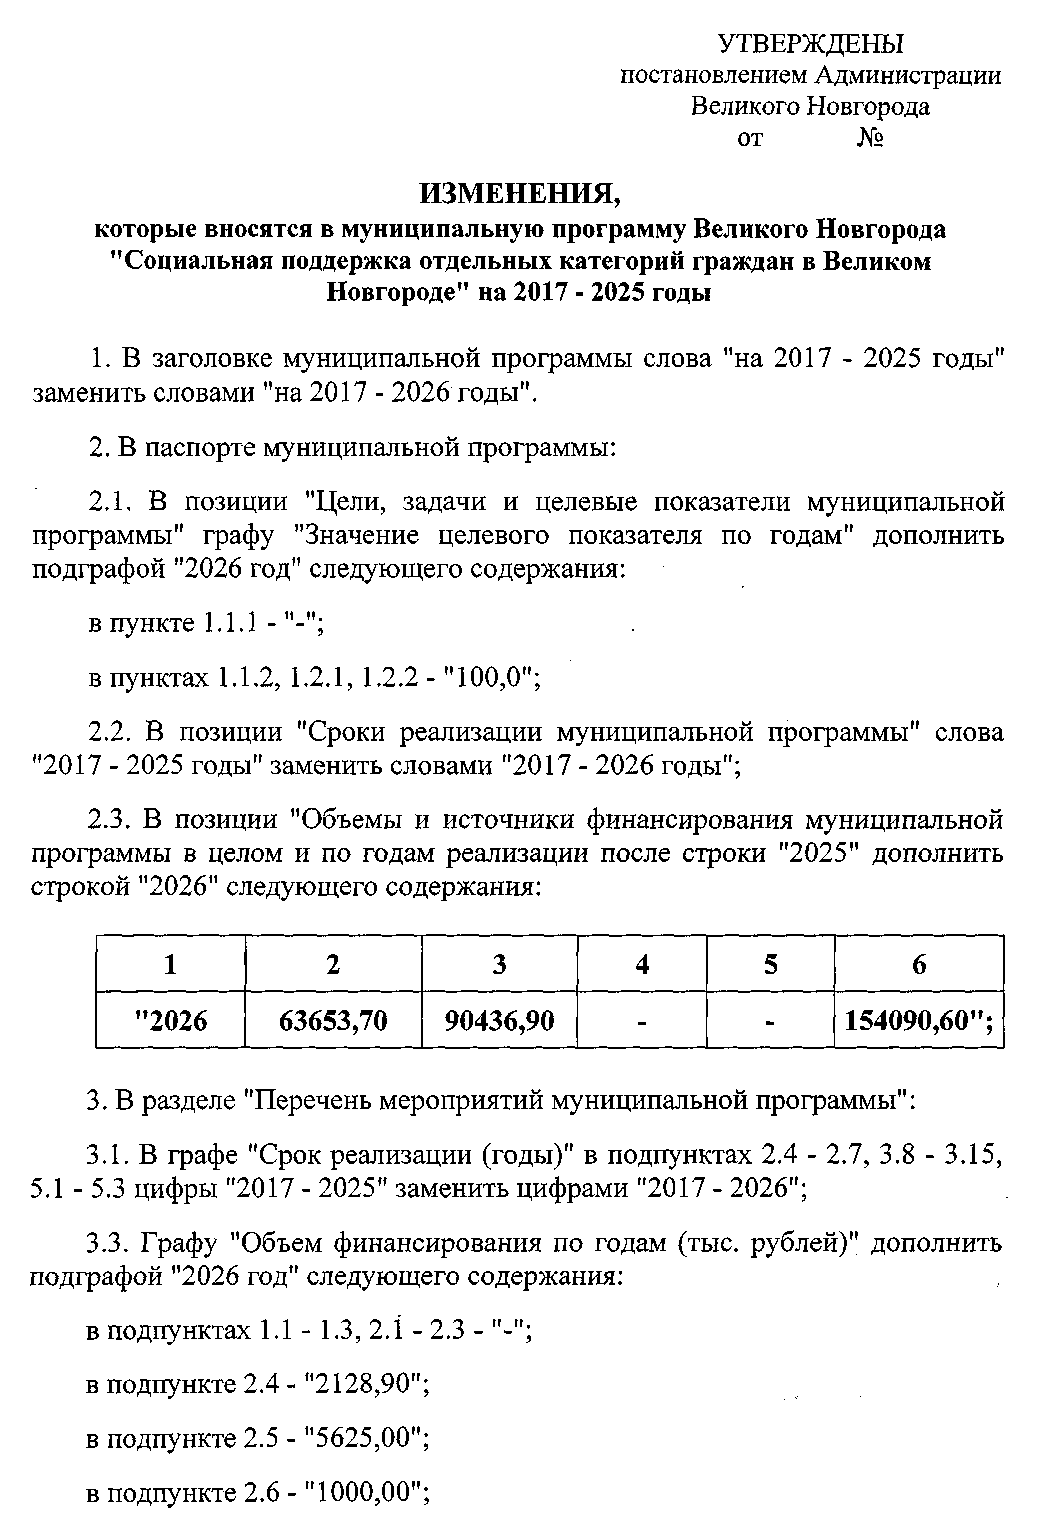 УТВЕРЖДЕНЫ
постановлением Администрации
Великого Новгорода
от №
ИЗМЕНЕНИЯ,
которые вносятся в муниципальную программу Великого Новгорода
"Социальная поддержка отдельных категорий граждан в Великом
Новгороде" на 2017 - 2025 годы
1. В заголовке муниципальной программы слова "на 2017 - 2025 годы"
заменить словами "на 2017 - 2026 годы".
2. В паспорте муниципальной программы:
2.1. В позиции "Цели, задачи и целевые показатели муниципальной
программы" графу "Значение целевого показателя по годам" дополнить
подграфой "2026 год" следующего содержания:
в пункте 1.1.1 - "-";
в пунктах 1.1.2, 1.2.1, 1.2.2 - "100,0";
2.2. В позиции "Сроки реализации муниципальной программы" слова
"2017 - 2025 годы" заменить словами "2017 - 2026 годы";
2.3. В позиции "Объемы и источники финансирования муниципальной
программы в целом и по годам реализации после строки "2025" дополнить
строкой "2026" следующего содержания:
1 2 3 4 5 6
"2026 63653,70 90436,90 - - 154090,60";
3. В разделе "Перечень мероприятий муниципальной программы":
3.1. В графе "Срок реализации (годы)" в подпунктах 2.4 - 2.7, 3.8 - 3.15,
5.1 - 5.3 цифры "2017 - 2025" заменить цифрами "2017 - 2026";
3.3. Графу "Объем финансирования по годам (тыс. рублей)" дополнить
подграфой "2026 год" следующего содержания:
в подпунктах 1.1 - 1.3, 2.1 - 2.3 - "-";
в подпункте 2.4 - "2128,90";
в подпункте 2.5 - "5625,00";
в подпункте 2.6 - "1000,00";